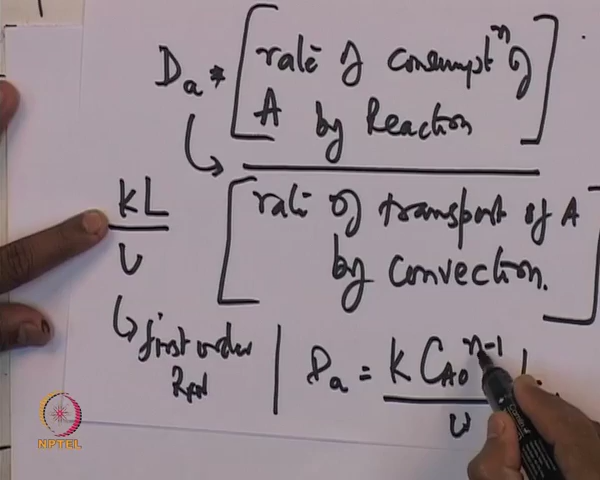 Da = [rate of consumptⁿ of
A by Reaction]
[rate of transport of A
by convection.]
kL
U
first order
Rxn
Da = k C_A0^(n-1) L
U
NPTEL